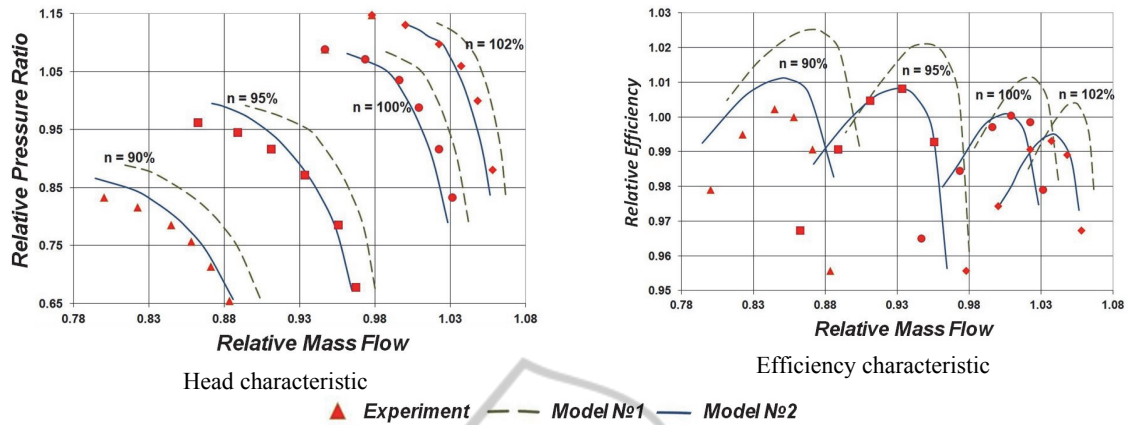 Relative Pressure Ratio
1.15
1.05
0.95
0.85
0.75
0.65
n = 102%
n = 100%
n = 95%
n = 90%
0.78 0.83 0.88 0.93 0.98 1.03 1.08
Relative Mass Flow
Head characteristic
Relative Efficiency
1.03
1.02
1.01
1.00
0.99
0.98
0.97
0.96
0.95
n = 90%
n = 95%
n = 100%
n = 102%
0.78 0.83 0.88 0.93 0.98 1.03 1.08
Relative Mass Flow
Efficiency characteristic
Experiment Model №1 Model №2